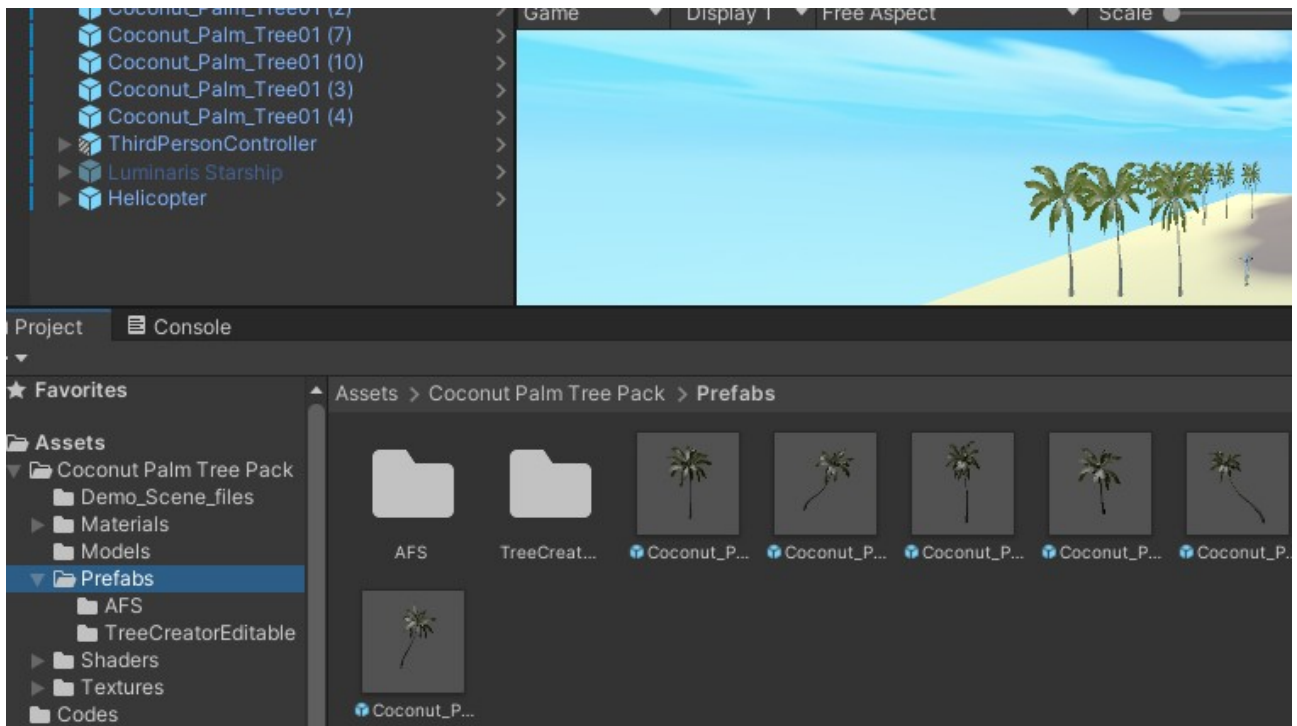 Coconut_Palm_Tree01 (2)
Game Display 1 Free Aspect Scale
Coconut_Palm_Tree01 (7)
Coconut_Palm_Tree01 (10)
Coconut_Palm_Tree01 (3)
Coconut_Palm_Tree01 (4)
ThirdPersonController
Luminaris Starship
Helicopter
Project Console
Favorites
Assets > Coconut Palm Tree Pack > Prefabs
Assets
Coconut Palm Tree Pack
Demo_Scene_files
Materials
Models
Prefabs
AFS
TreeCreatorEditable
Shaders
Textures
Codes
AFS TreeCreat... Coconut_P... Coconut_P... Coconut_P... Coconut_P... Coconut_P...
Coconut_P...